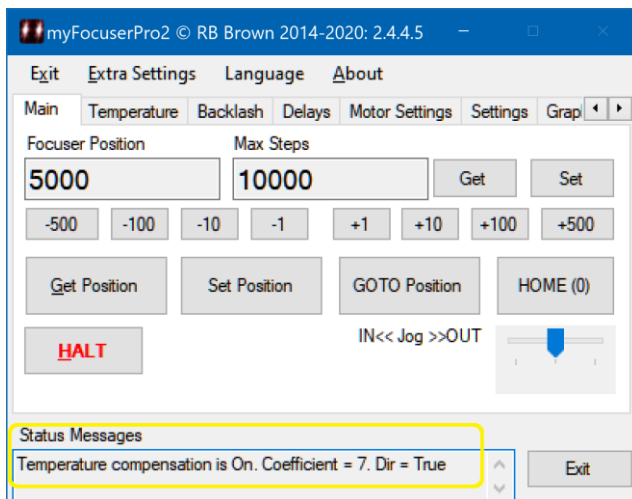 myFocuserPro2 © RB Brown 2014-2020: 2.4.4.5
Exit Extra Settings Language About
Main Temperature Backlash Delays Motor Settings Settings Grap
Focuser Position Max Steps
5000 10000 Get Set
-500 -100 -10 -1 +1 +10 +100 +500
Get Position Set Position GOTO Position HOME (0)
HALT IN<< Jog >>OUT
Status Messages
Temperature compensation is On. Coefficient = 7. Dir = True Exit